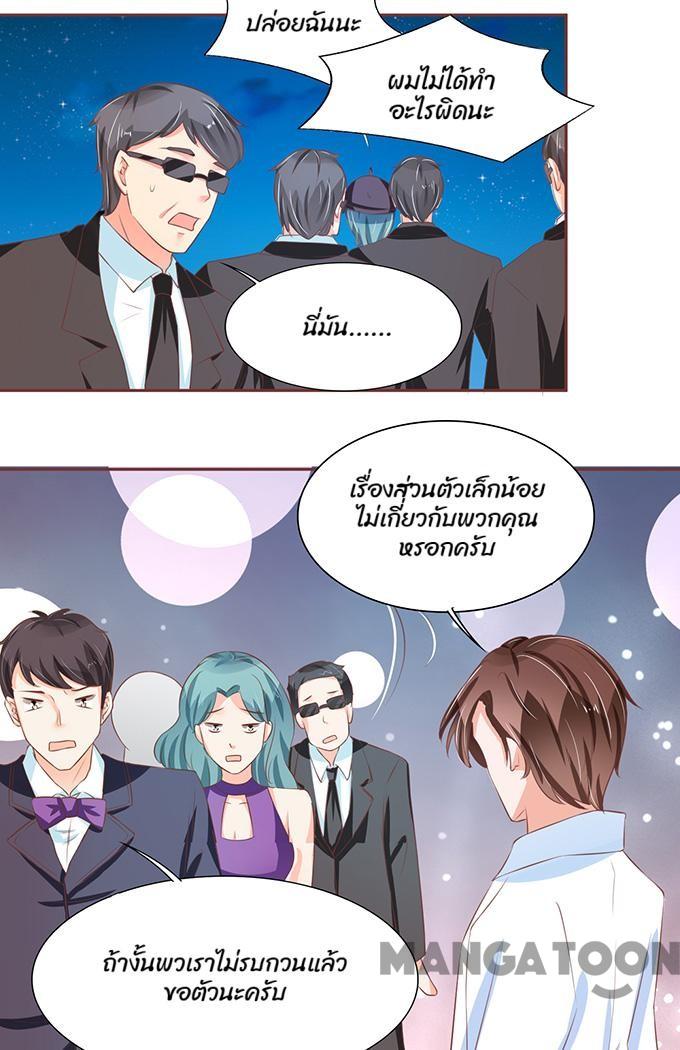 ปล่อยฉันนะ
ผมไม่ได้ทำ
อะไรผิดนะ
นี่มัน......
เรื่องส่วนตัวเล็กน้อย
ไม่เกี่ยวกับพวกคุณ
หรอกครับ
ถ้างั้นพวเราไม่รบกวนแล้ว
ขอตัวนะครับ
MANGATOON